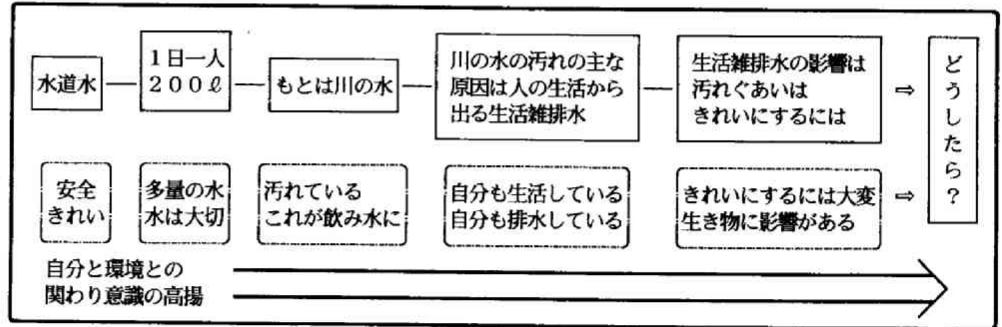 水道水
1日一人
200ℓ
もとは川の水
川の水の汚れの主な
原因は人の生活から
出る生活雑排水
生活雑排水の影響は
汚れぐあいは
きれいにするには
⇨
どうしたら？
安全
きれい
多量の水
水は大切
汚れている
これが飲み水に
自分も生活している
自分も排水している
きれいにするには大変
生き物に影響がある
⇨
自分と環境との
関わり意識の高揚